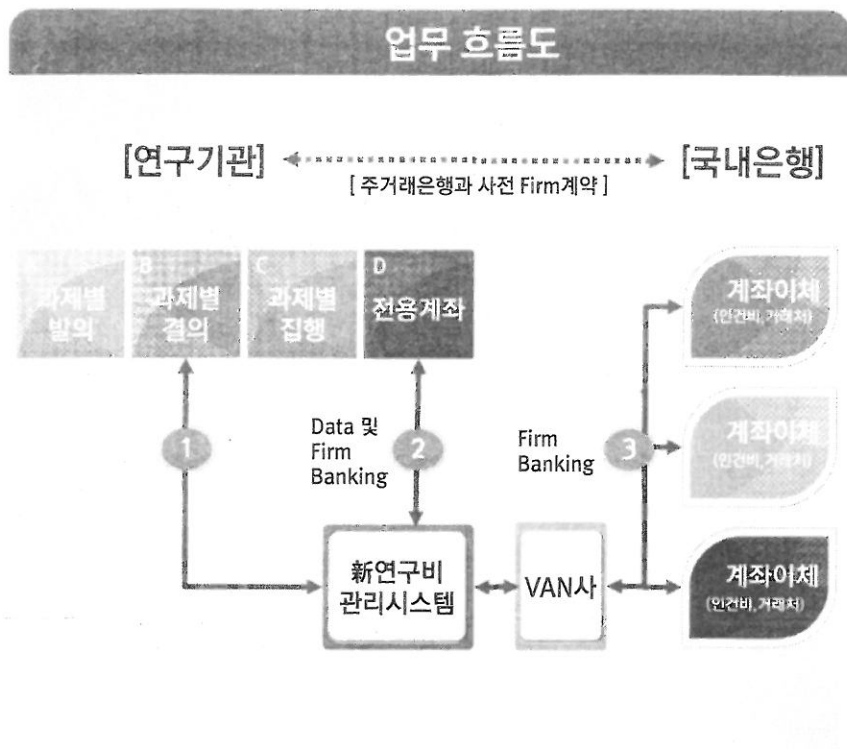 업무 흐름도
[연구기관]
[국내은행]
[ 주거래은행과 사전 Firm계약 ]
과제별
발의
B
과제별
결의
C
과제별
집행
D
전용계좌
계좌이체
(인건비,거래처)
1
Data 및
Firm
Banking
2
Firm
Banking
3
계좌이체
(인건비,거래처)
新연구비
관리시스템
VAN사
계좌이체
(인건비,거래처)